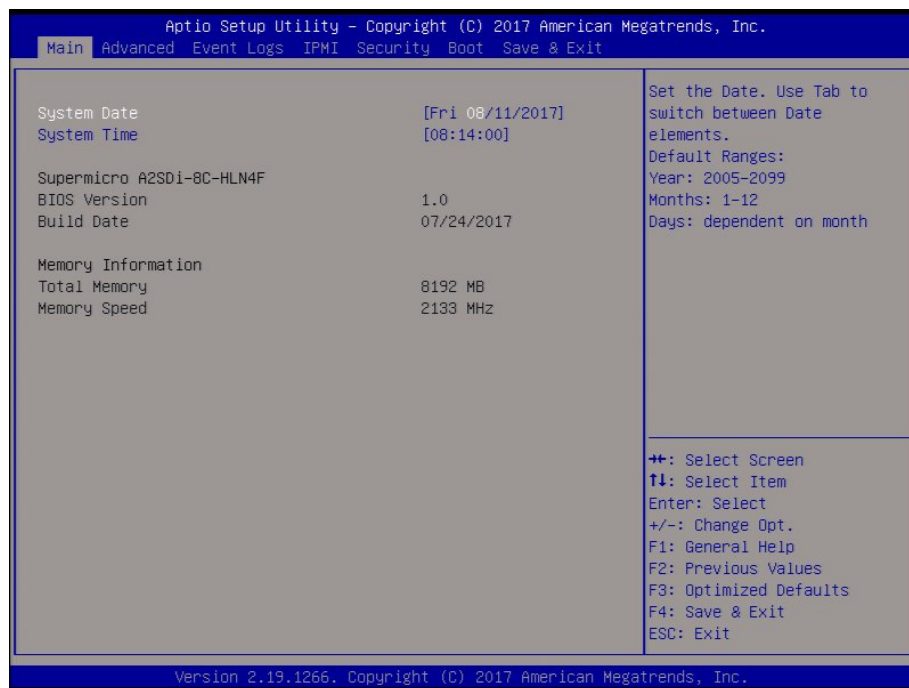 Aptio Setup Utility – Copyright (C) 2017 American Megatrends, Inc.
Main Advanced Event Logs IPMI Security Boot Save & Exit
System Date [Fri 08/11/2017]
System Time [08:14:00]
Supermicro A2SDi-8C-HLN4F
BIOS Version 1.0
Build Date 07/24/2017
Memory Information
Total Memory 8192 MB
Memory Speed 2133 MHz
Set the Date. Use Tab to
switch between Date
elements.
Default Ranges:
Year: 2005-2099
Months: 1-12
Days: dependent on month
→←: Select Screen
↑↓: Select Item
Enter: Select
+/-: Change Opt.
F1: General Help
F2: Previous Values
F3: Optimized Defaults
F4: Save & Exit
ESC: Exit
Version 2.19.1266. Copyright (C) 2017 American Megatrends, Inc.